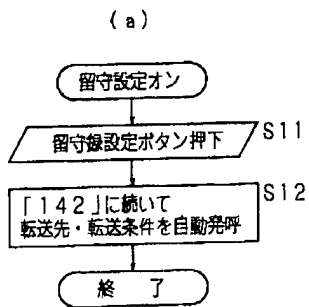 (a)
留守設定オン
留守録設定ボタン押下 S11
「142」に続いて S12
転送先・転送条件を自動発呼
終 了